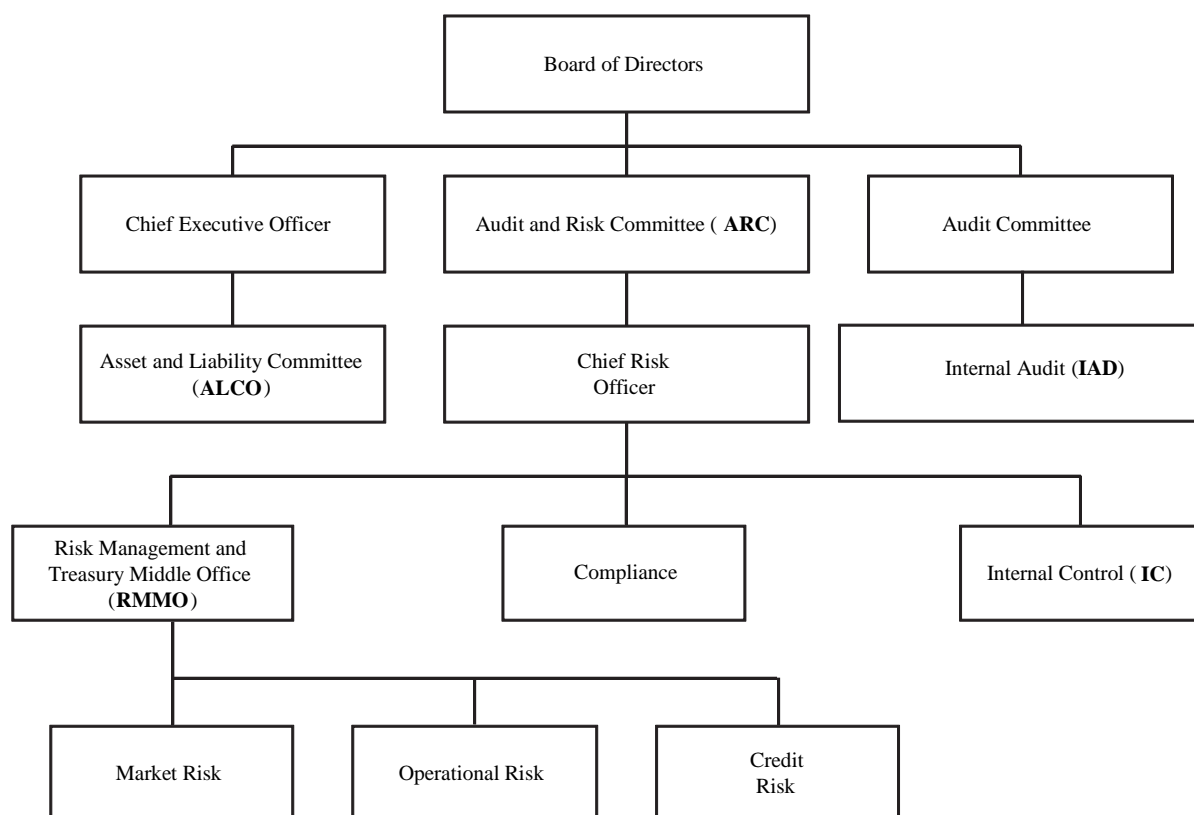 Board of Directors
Chief Executive Officer
Audit and Risk Committee ( ARC)
Audit Committee
Asset and Liability Committee
(ALCO)
Chief Risk
Officer
Internal Audit (IAD)
Risk Management and
Treasury Middle Office
(RMMO)
Compliance
Internal Control ( IC)
Market Risk
Operational Risk
Credit
Risk